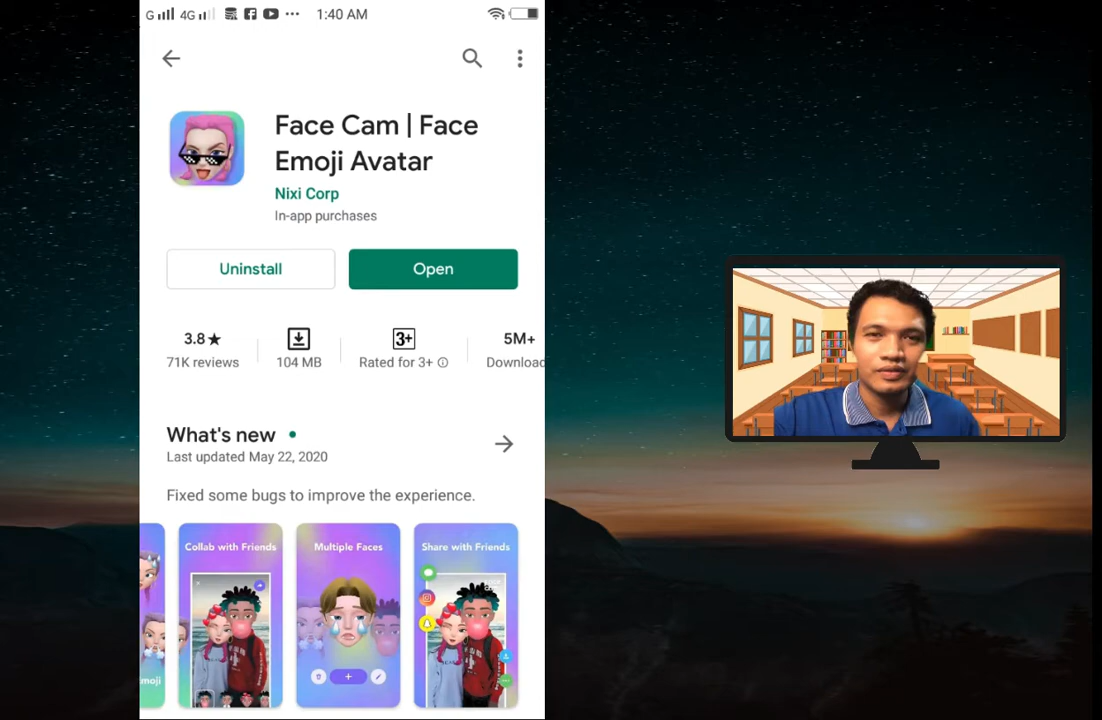 G 4G 1:40 AM
Face Cam | Face
Emoji Avatar
Nixi Corp
In-app purchases
Uninstall
Open
3.8★
71K reviews
104 MB
3+
Rated for 3+
5M+
What's new
Last updated May 22, 2020
Fixed some bugs to improve the experience.
moji
Collab with Friends
Multiple Faces
Share with Friends